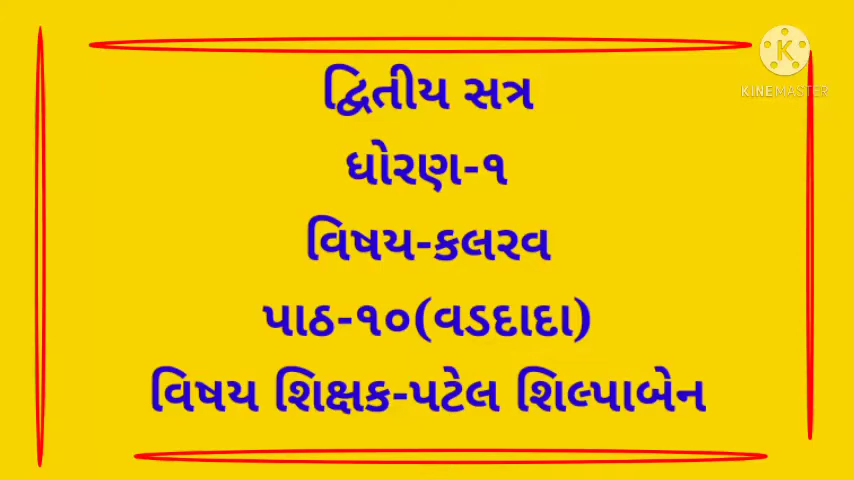 દ્વિતીય સત્ર
ધોરણ-૧
વિષય-કલરવ
પાઠ-૧૦(વડદાદા)
વિષય શિક્ષક-પટેલ શિલ્પાબેન
K
KINEMASTER